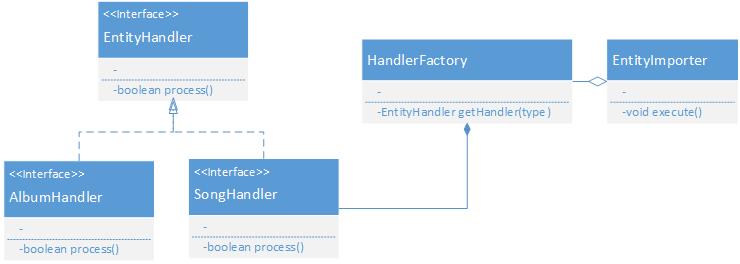 <<Interface>>
EntityHandler
-
-boolean process()
HandlerFactory
-
-EntityHandler getHandler(type)
EntityImporter
-
-void execute()
<<Interface>>
AlbumHandler
-
-boolean process()
<<Interface>>
SongHandler
-
-boolean process()